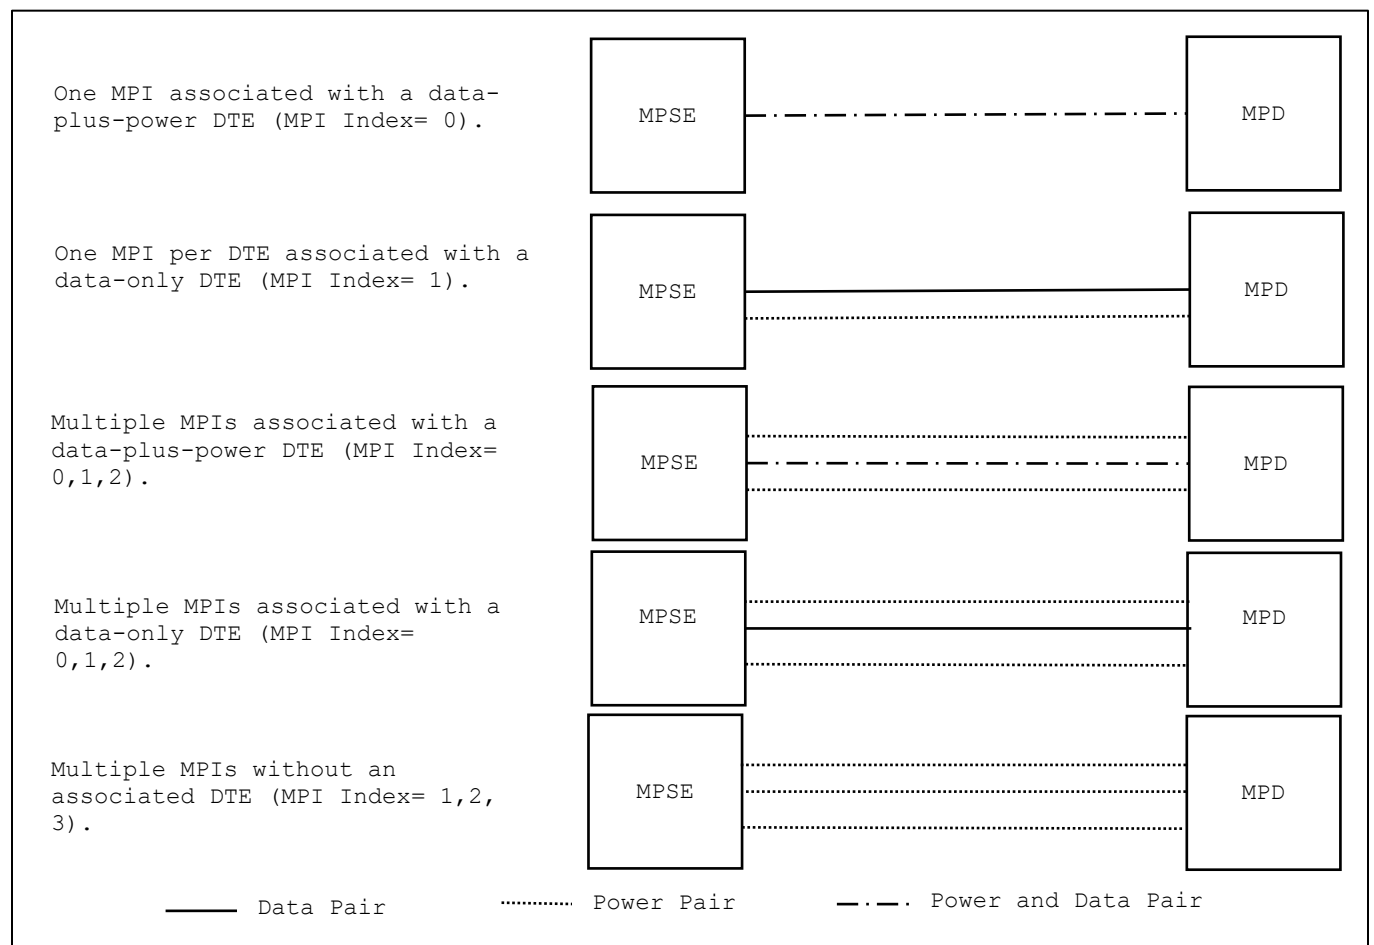 One MPI associated with a data-
plus-power DTE (MPI Index= 0).
MPSE
MPD
One MPI per DTE associated with a
data-only DTE (MPI Index= 1).
MPSE
MPD
Multiple MPIs associated with a
data-plus-power DTE (MPI Index=
0,1,2).
MPSE
MPD
Multiple MPIs associated with a
data-only DTE (MPI Index=
0,1,2).
MPSE
MPD
Multiple MPIs without an
associated DTE (MPI Index= 1,2,
3).
MPSE
MPD
Data Pair
Power Pair
Power and Data Pair